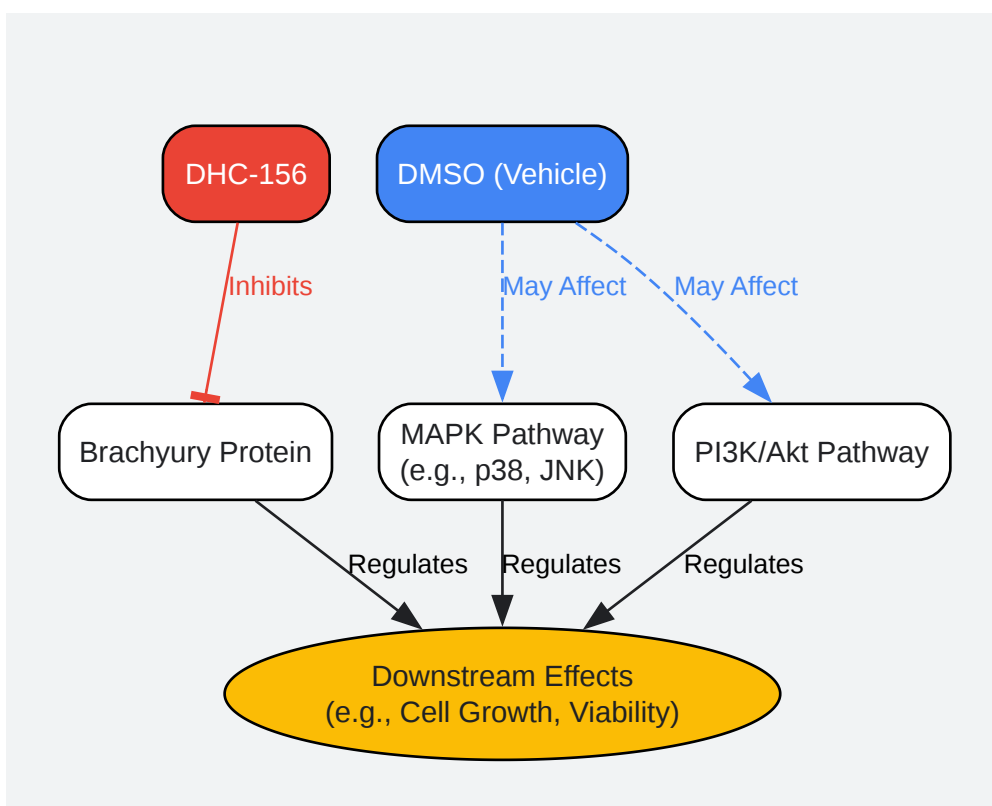 DHC-156
DMSO (Vehicle)
Inhibits
May Affect
May Affect
Brachyury Protein
MAPK Pathway
(e.g., p38, JNK)
PI3K/Akt Pathway
Regulates
Regulates
Regulates
Downstream Effects
(e.g., Cell Growth, Viability)